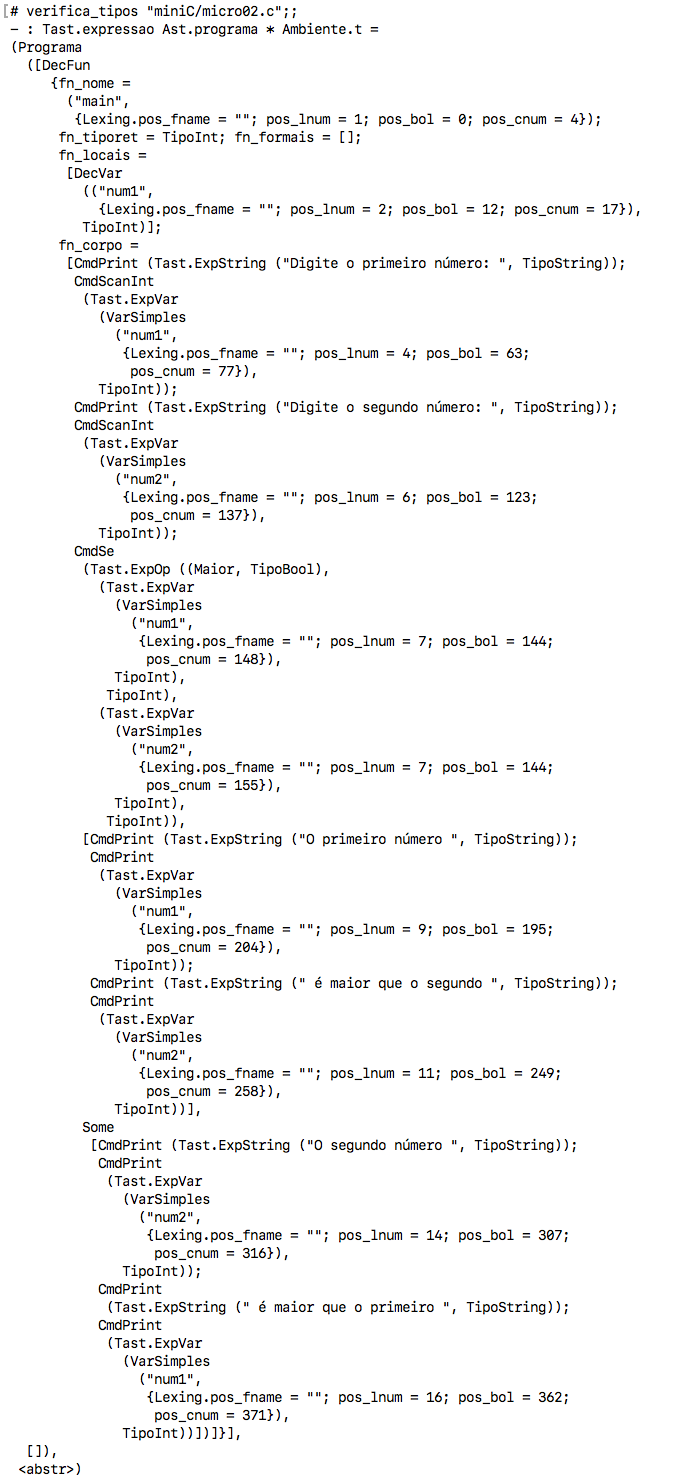 [# verifica_tipos "miniC/micro02.c";;
- : Tast.expressao Ast.programa * Ambiente.t =
(Programa
  ([DecFun
     {fn_nome =
       ("main",
        {Lexing.pos_fname = ""; pos_lnum = 1; pos_bol = 0; pos_cnum = 4});
      fn_tiporet = TipoInt; fn_formais = [];
      fn_locais =
       [DecVar
         (("num1",
           {Lexing.pos_fname = ""; pos_lnum = 2; pos_bol = 12; pos_cnum = 17}),
         TipoInt)];
      fn_corpo =
       [CmdPrint (Tast.ExpString ("Digite o primeiro número: ", TipoString));
        CmdScanInt
         (Tast.ExpVar
           (VarSimples
             ("num1",
              {Lexing.pos_fname = ""; pos_lnum = 4; pos_bol = 63;
               pos_cnum = 77}),
           TipoInt));
        CmdPrint (Tast.ExpString ("Digite o segundo número: ", TipoString));
        CmdScanInt
         (Tast.ExpVar
           (VarSimples
             ("num2",
              {Lexing.pos_fname = ""; pos_lnum = 6; pos_bol = 123;
               pos_cnum = 137}),
           TipoInt));
        CmdSe
         (Tast.ExpOp ((Maior, TipoBool),
           (Tast.ExpVar
             (VarSimples
               ("num1",
                {Lexing.pos_fname = ""; pos_lnum = 7; pos_bol = 144;
                 pos_cnum = 148}),
             TipoInt),
            TipoInt),
           (Tast.ExpVar
             (VarSimples
               ("num2",
                {Lexing.pos_fname = ""; pos_lnum = 7; pos_bol = 144;
                 pos_cnum = 155}),
             TipoInt),
            TipoInt)),
         [CmdPrint (Tast.ExpString ("O primeiro número ", TipoString));
          CmdPrint
           (Tast.ExpVar
             (VarSimples
               ("num1",
                {Lexing.pos_fname = ""; pos_lnum = 9; pos_bol = 195;
                 pos_cnum = 204}),
             TipoInt));
          CmdPrint (Tast.ExpString (" é maior que o segundo ", TipoString));
          CmdPrint
           (Tast.ExpVar
             (VarSimples
               ("num2",
                {Lexing.pos_fname = ""; pos_lnum = 11; pos_bol = 249;
                 pos_cnum = 258}),
             TipoInt))],
         Some
          [CmdPrint (Tast.ExpString ("O segundo número ", TipoString));
           CmdPrint
            (Tast.ExpVar
              (VarSimples
                ("num2",
                 {Lexing.pos_fname = ""; pos_lnum = 14; pos_bol = 307;
                  pos_cnum = 316}),
              TipoInt));
           CmdPrint
            (Tast.ExpString (" é maior que o primeiro ", TipoString));
           CmdPrint
            (Tast.ExpVar
              (VarSimples
                ("num1",
                 {Lexing.pos_fname = ""; pos_lnum = 16; pos_bol = 362;
                  pos_cnum = 371}),
              TipoInt))])]}],
  []),
 <abstr>)